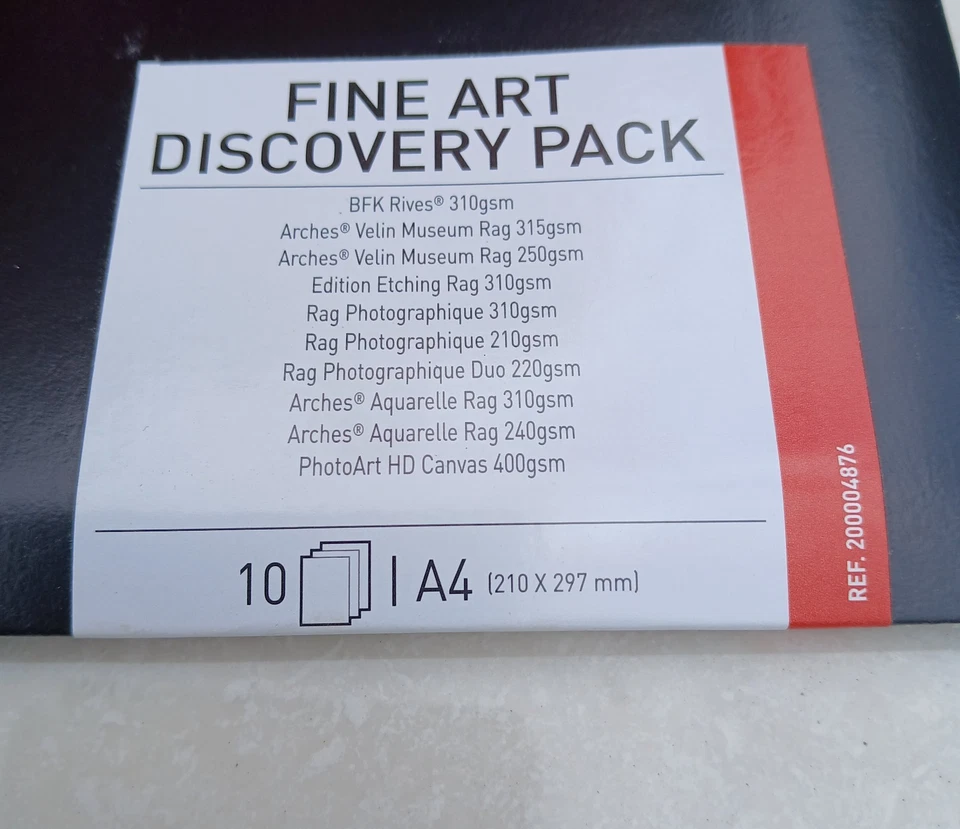 FINE ART
DISCOVERY PACK
BFK Rives® 310gsm
Arches® Velin Museum Rag 315gsm
Arches® Velin Museum Rag 250gsm
Edition Etching Rag 310gsm
Rag Photographique 310gsm
Rag Photographique 210gsm
Rag Photographique Duo 220gsm
Arches® Aquarelle Rag 310gsm
Arches® Aquarelle Rag 240gsm
PhotoArt HD Canvas 400gsm
10 | A4 (210 X 297 mm)
REF. 200004876